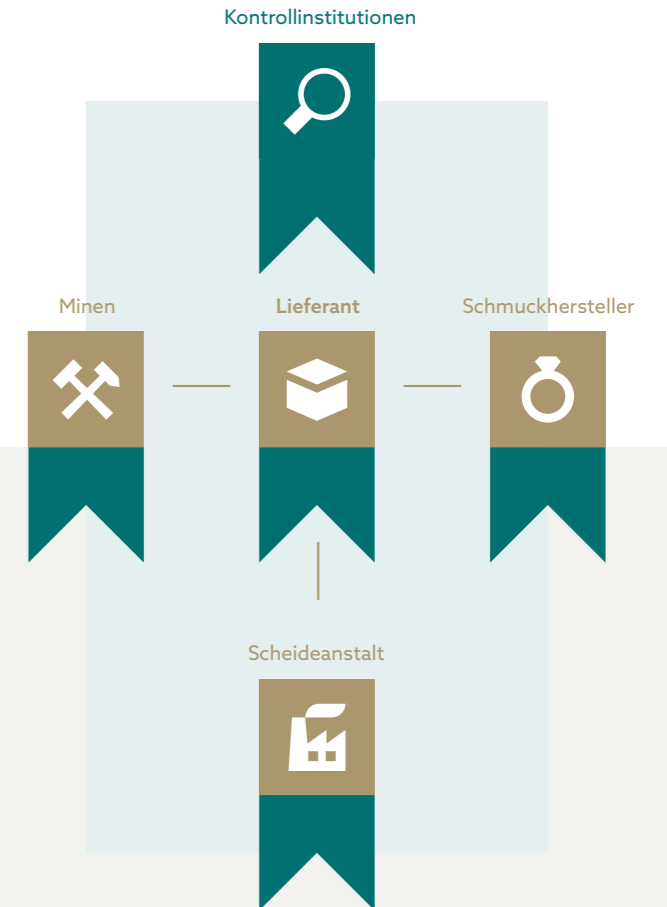 Kontrollinstitutionen
Minen
Lieferant
Schmuckhersteller
Scheideanstalt